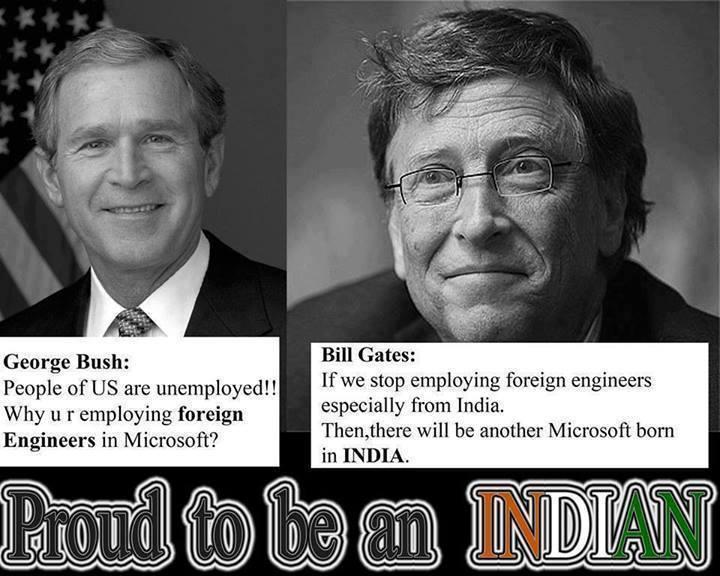 George Bush:
People of US are unemployed!!
Why u r employing foreign
Engineers in Microsoft?
Bill Gates:
If we stop employing foreign engineers
especially from India.
Then,there will be another Microsoft born
in INDIA.
Proud to be an INDIAN